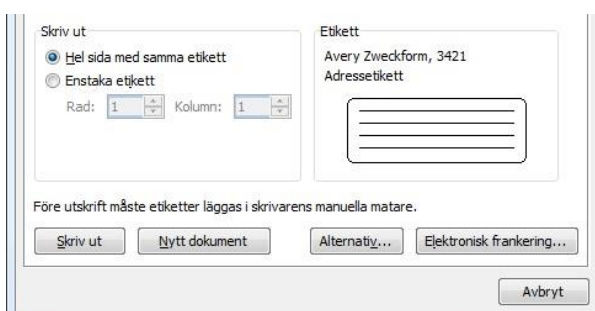 Skriv ut
Hel sida med samma etikett
Enstaka etikett
Rad: 1 Kolumn: 1
Etikett
Avery Zweckform, 3421
Adressetikett
Före utskrift måste etiketter läggas i skrivarens manuella matare.
Skriv ut Nytt dokument Alternativ... Elektronisk frankering...
Avbryt